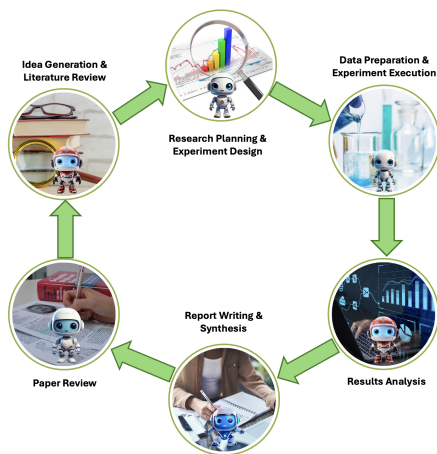 Idea Generation &
Literature Review
Research Planning &
Experiment Design
Data Preparation &
Experiment Execution
Results Analysis
Report Writing &
Synthesis
Paper Review